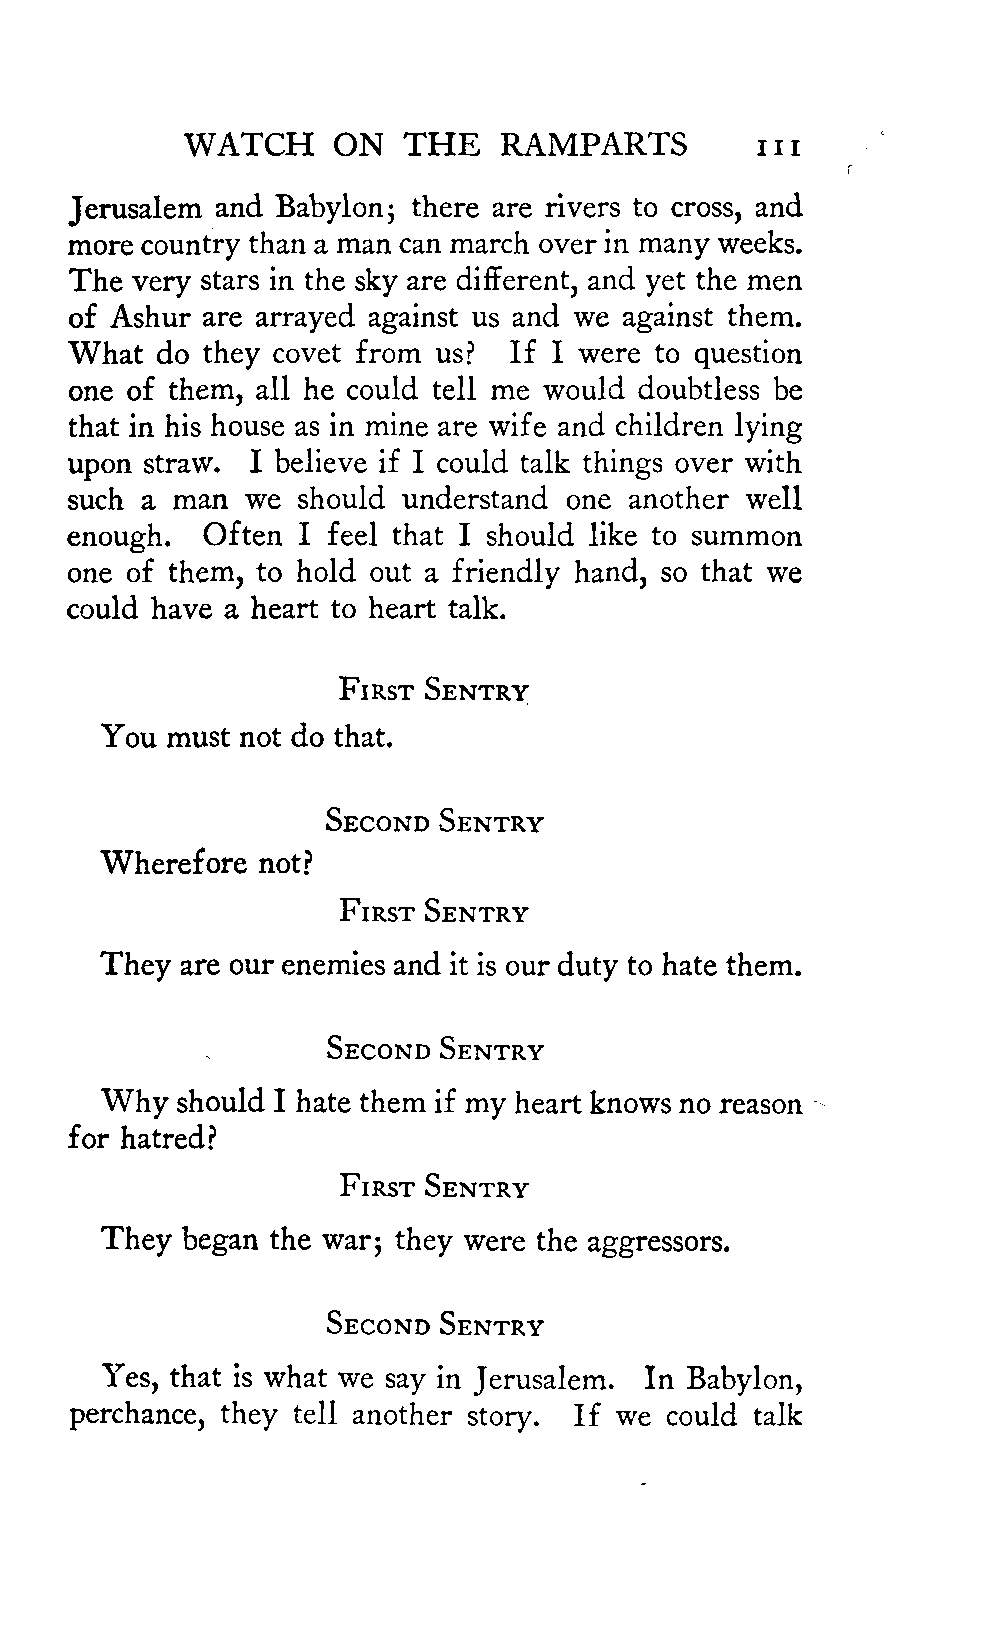 WATCH ON THE RAMPARTS 111
Jerusalem and Babylon; there are rivers to cross, and
more country than a man can march over in many weeks.
The very stars in the sky are different, and yet the men
of Ashur are arrayed against us and we against them.
What do they covet from us? If I were to question
one of them, all he could tell me would doubtless be
that in his house as in mine are wife and children lying
upon straw. I believe if I could talk things over with
such a man we should understand one another well
enough. Often I feel that I should like to summon
one of them, to hold out a friendly hand, so that we
could have a heart to heart talk.
First Sentry
You must not do that.
Second Sentry
Wherefore not?
First Sentry
They are our enemies and it is our duty to hate them.
Second Sentry
Why should I hate them if my heart knows no reason
for hatred?
First Sentry
They began the war; they were the aggressors.
Second Sentry
Yes, that is what we say in Jerusalem. In Babylon,
perchance, they tell another story. If we could talk